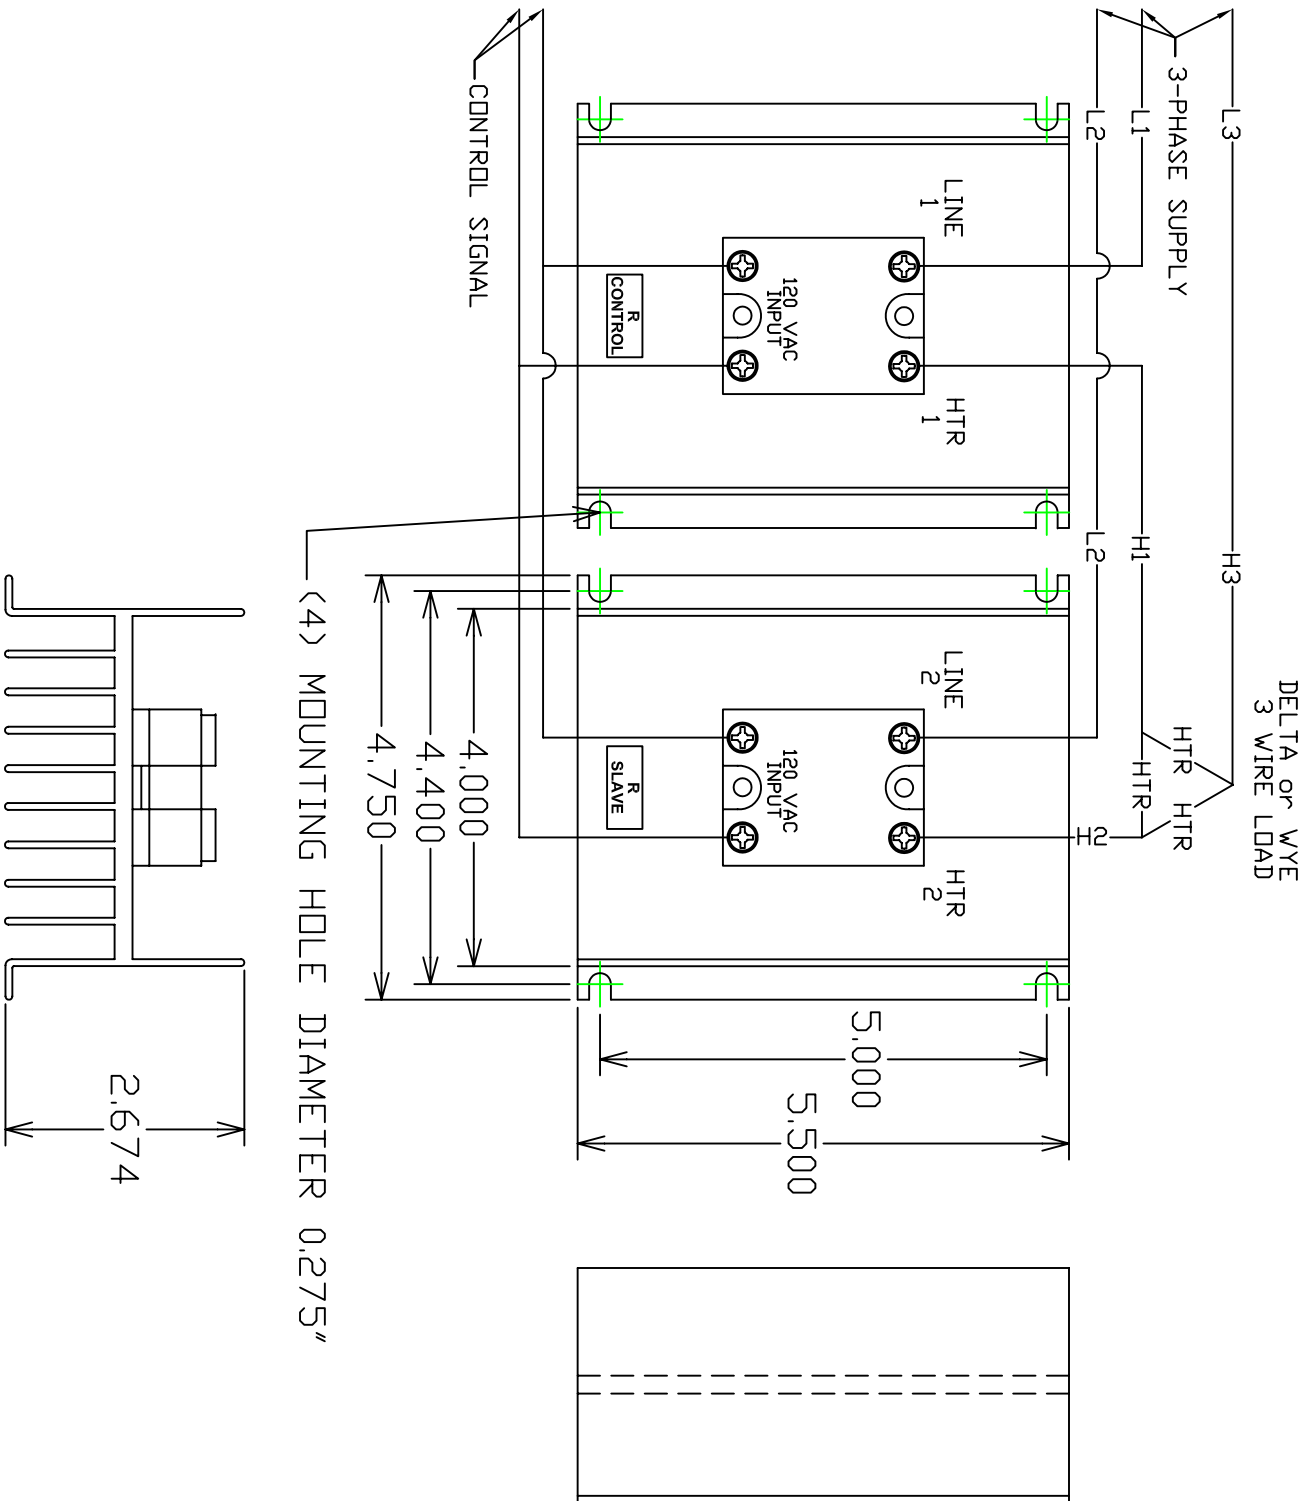 DELTA or WYE
3 WIRE LOAD
L3
H3
HTR
HTR
3-PHASE SUPPLY
L1
H1
HTR
L2
L2
H2
LINE
1
HTR
1
LINE
2
HTR
2
120 VAC
INPUT
120 VAC
INPUT
R
CONTROL
R
SLAVE
CONTROL SIGNAL
5.000
5.500
4.000
4.400
4.750
(4) MOUNTING HOLE DIAMETER 0.275"
2.674